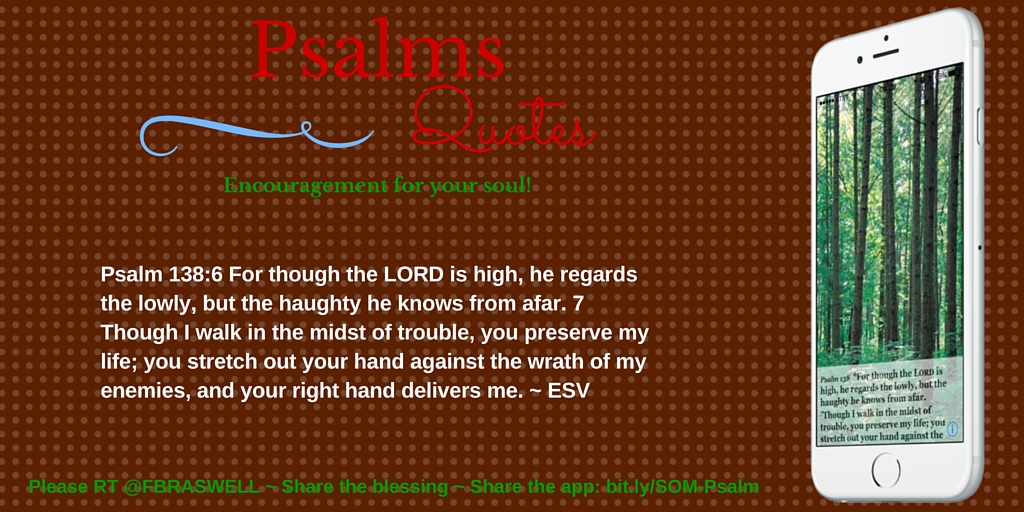 Psalms
Quotes
Encouragement for your soul!
Psalm 138:6 For though the LORD is high, he regards
the lowly, but the haughty he knows from afar. 7
Though I walk in the midst of trouble, you preserve my
life; you stretch out your hand against the wrath of my
enemies, and your right hand delivers me. ~ ESV
Please RT @FBRASWELL ~ Share the blessing ~ Share the app: bit.ly/SOM-Psalm
Psalm 138 ⁶For though the LORD is
high, he regards the lowly, but the
haughty he knows from afar.
⁷Though I walk in the midst of
trouble, you preserve my life; you
stretch out your hand against the